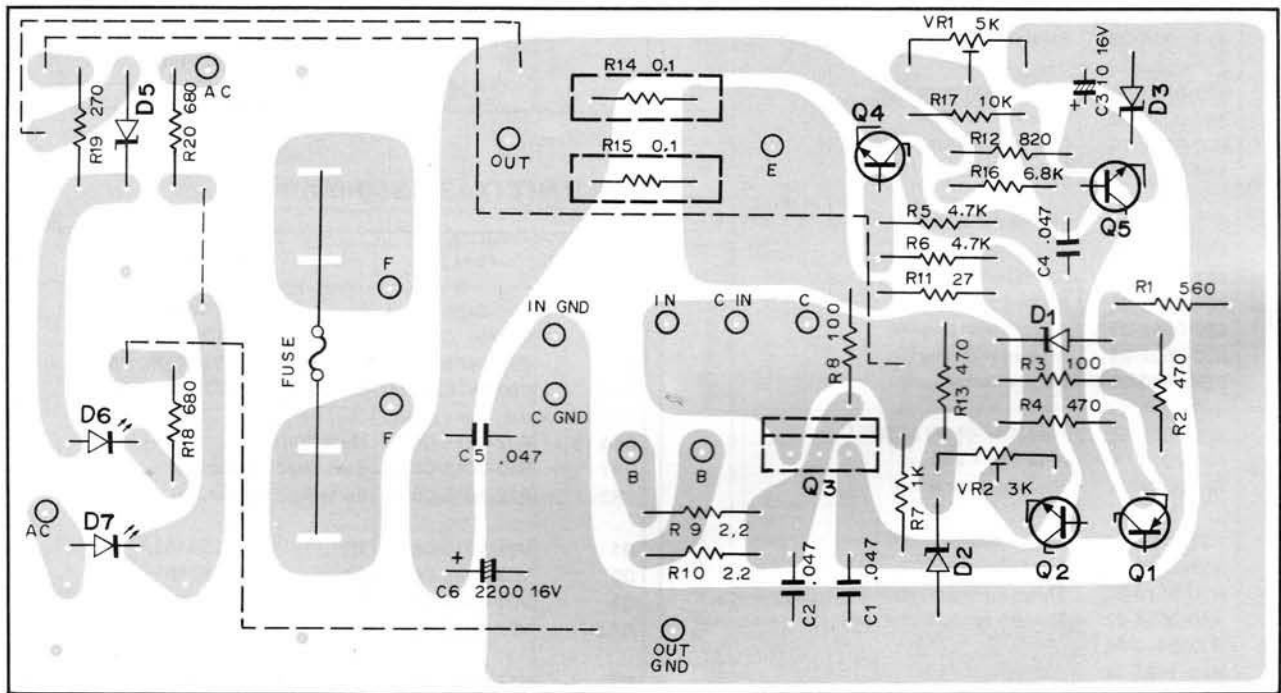 VR1 5K
R14 0.1
C3 10 16V
+
D3
R19 270
D5
R20 680
AC
R17 10K
Q4
OUT
R15 0.1
E
R12 820
R16 6.8K
Q5
R5 4.7K
R6 4.7K
C4 .047
R11 27
F
IN GND
IN
C IN
C
R1 560
FUSE
R8 100
D1
R13 470
R3 100
R2 470
C GND
F
R4 470
D6
R18 680
C5 .047
B
B
Q3
R7 1K
VR2 3K
AC
D7
R9 2,2
R10 2.2
D2
Q2
Q1
+
C6 2200 16V
C2 .047
C1 .047
OUT
GND